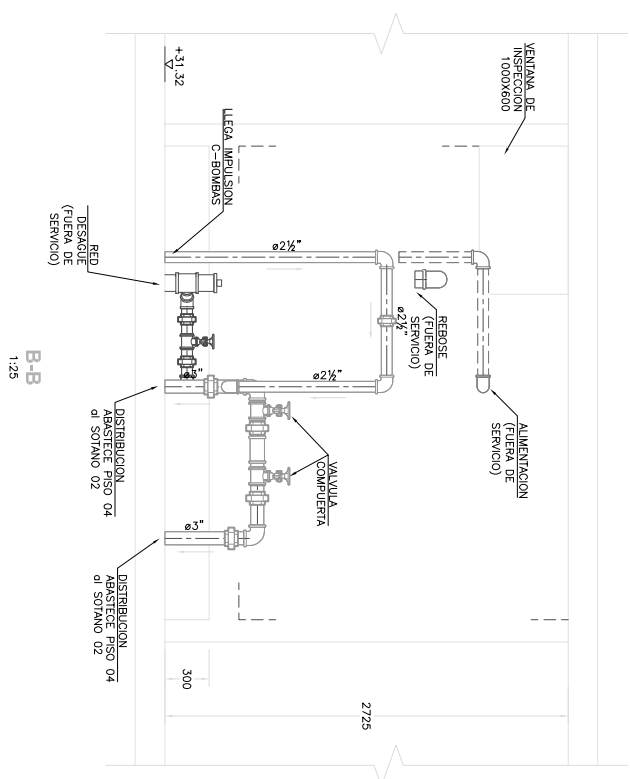 VENTANA DE
INSPECCION
1000X600
+31.32
LLEGA IMPULSION
C-BOMBAS
RED
DESAGUE
(FUERA DE
SERVICIO)
ø2½"
ø2½"
ø2½"
REBOSE
(FUERA DE
SERVICIO)
ALIMENTACION
(FUERA DE
SERVICIO)
VALVULA
COMPUERTA
ø3"
ø3"
DISTRIBUCION
ABASTECE PISO 04
al SOTANO 02
DISTRIBUCION
ABASTECE PISO 04
al SOTANO 02
300
2725
B-B
1:25